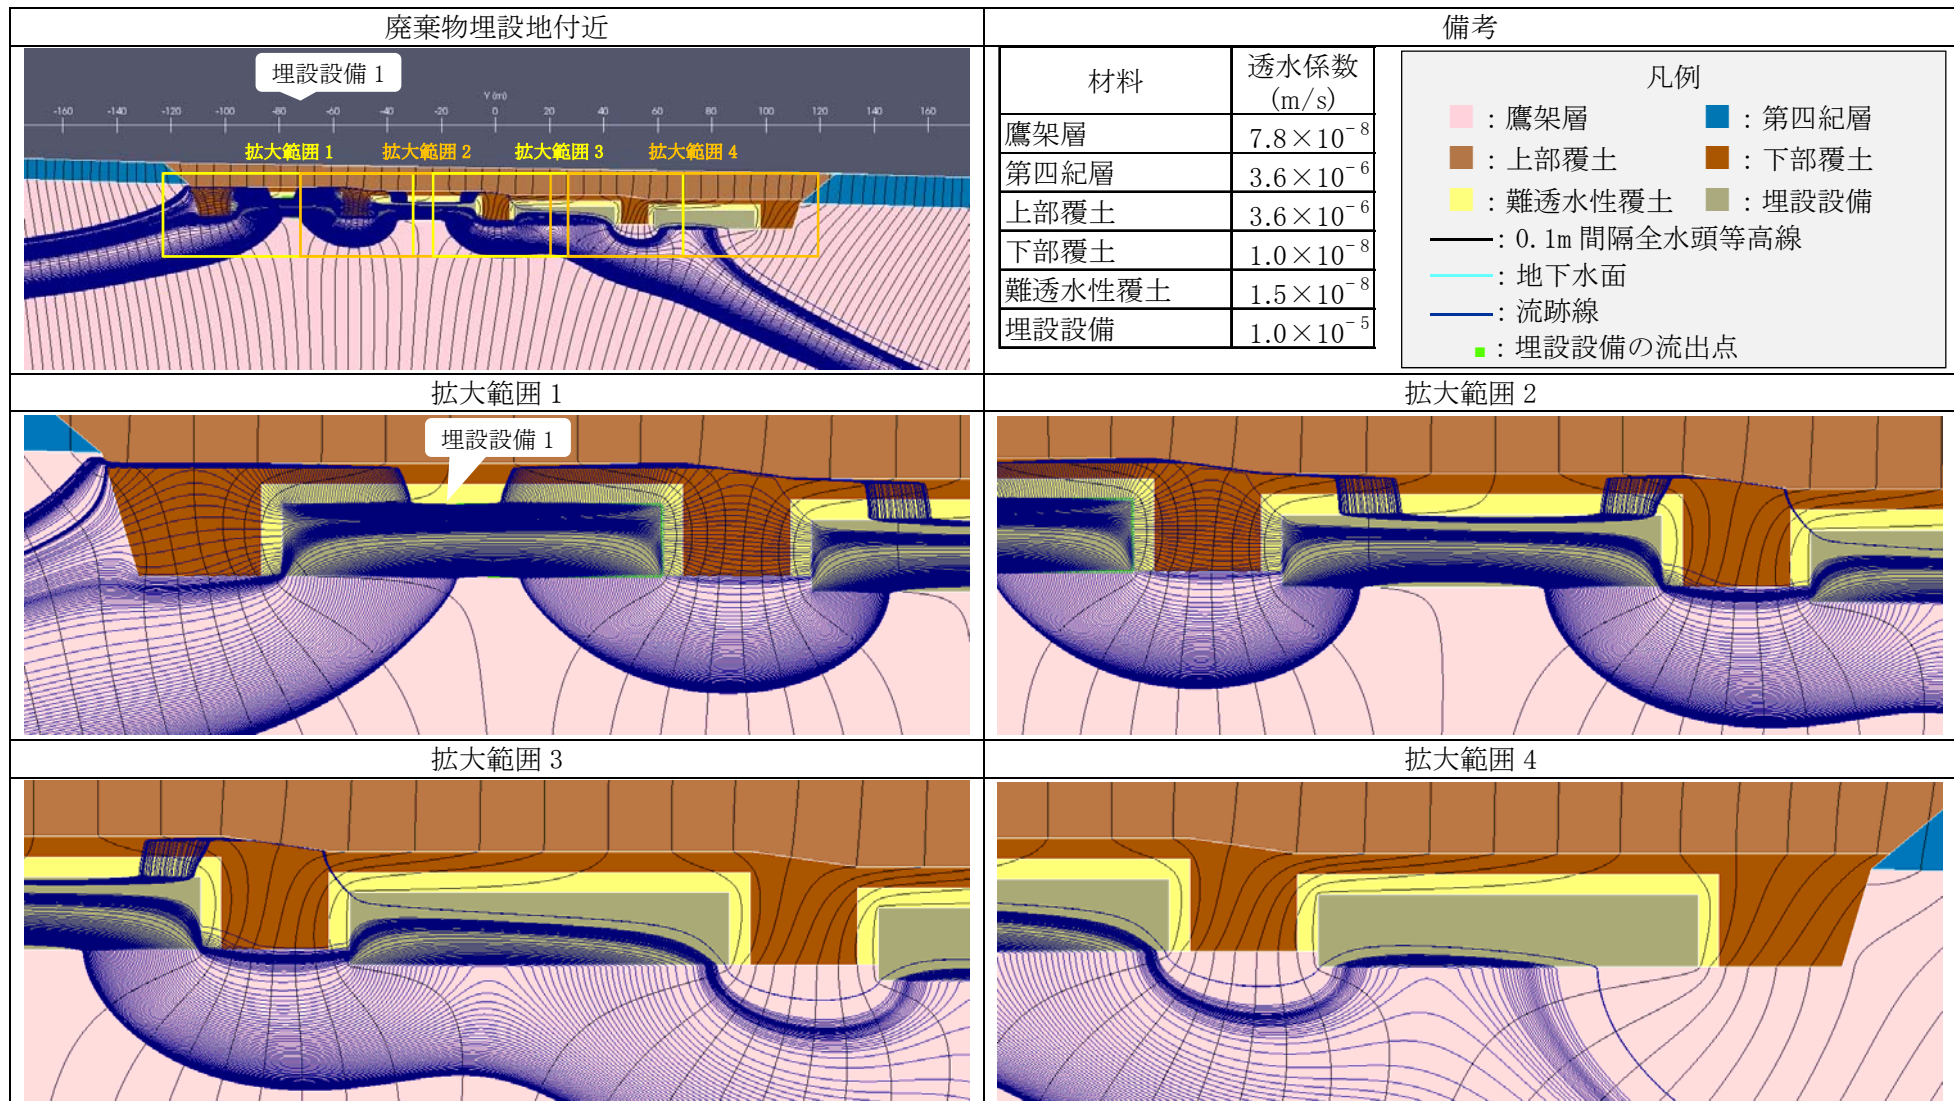 廃棄物埋設地付近
備考
埋設設備 1
Y (m)
-160 -140 -120 -100 -80 -60 -40 -20 0 20 40 60 80 100 120 140 160
拡大範囲 1 拡大範囲 2 拡大範囲 3 拡大範囲 4
材料 透水係数
(m/s)
鷹架層 7.8×10⁻⁸
第四紀層 3.6×10⁻⁶
上部覆土 3.6×10⁻⁶
下部覆土 1.0×10⁻⁸
難透水性覆土 1.5×10⁻⁸
埋設設備 1.0×10⁻⁵
凡例
：鷹架層 ：第四紀層
：上部覆土 ：下部覆土
：難透水性覆土 ：埋設設備
：0.1m 間隔全水頭等高線
：地下水面
：流跡線
：埋設設備の流出点
拡大範囲 1
拡大範囲 2
埋設設備 1
拡大範囲 3
拡大範囲 4